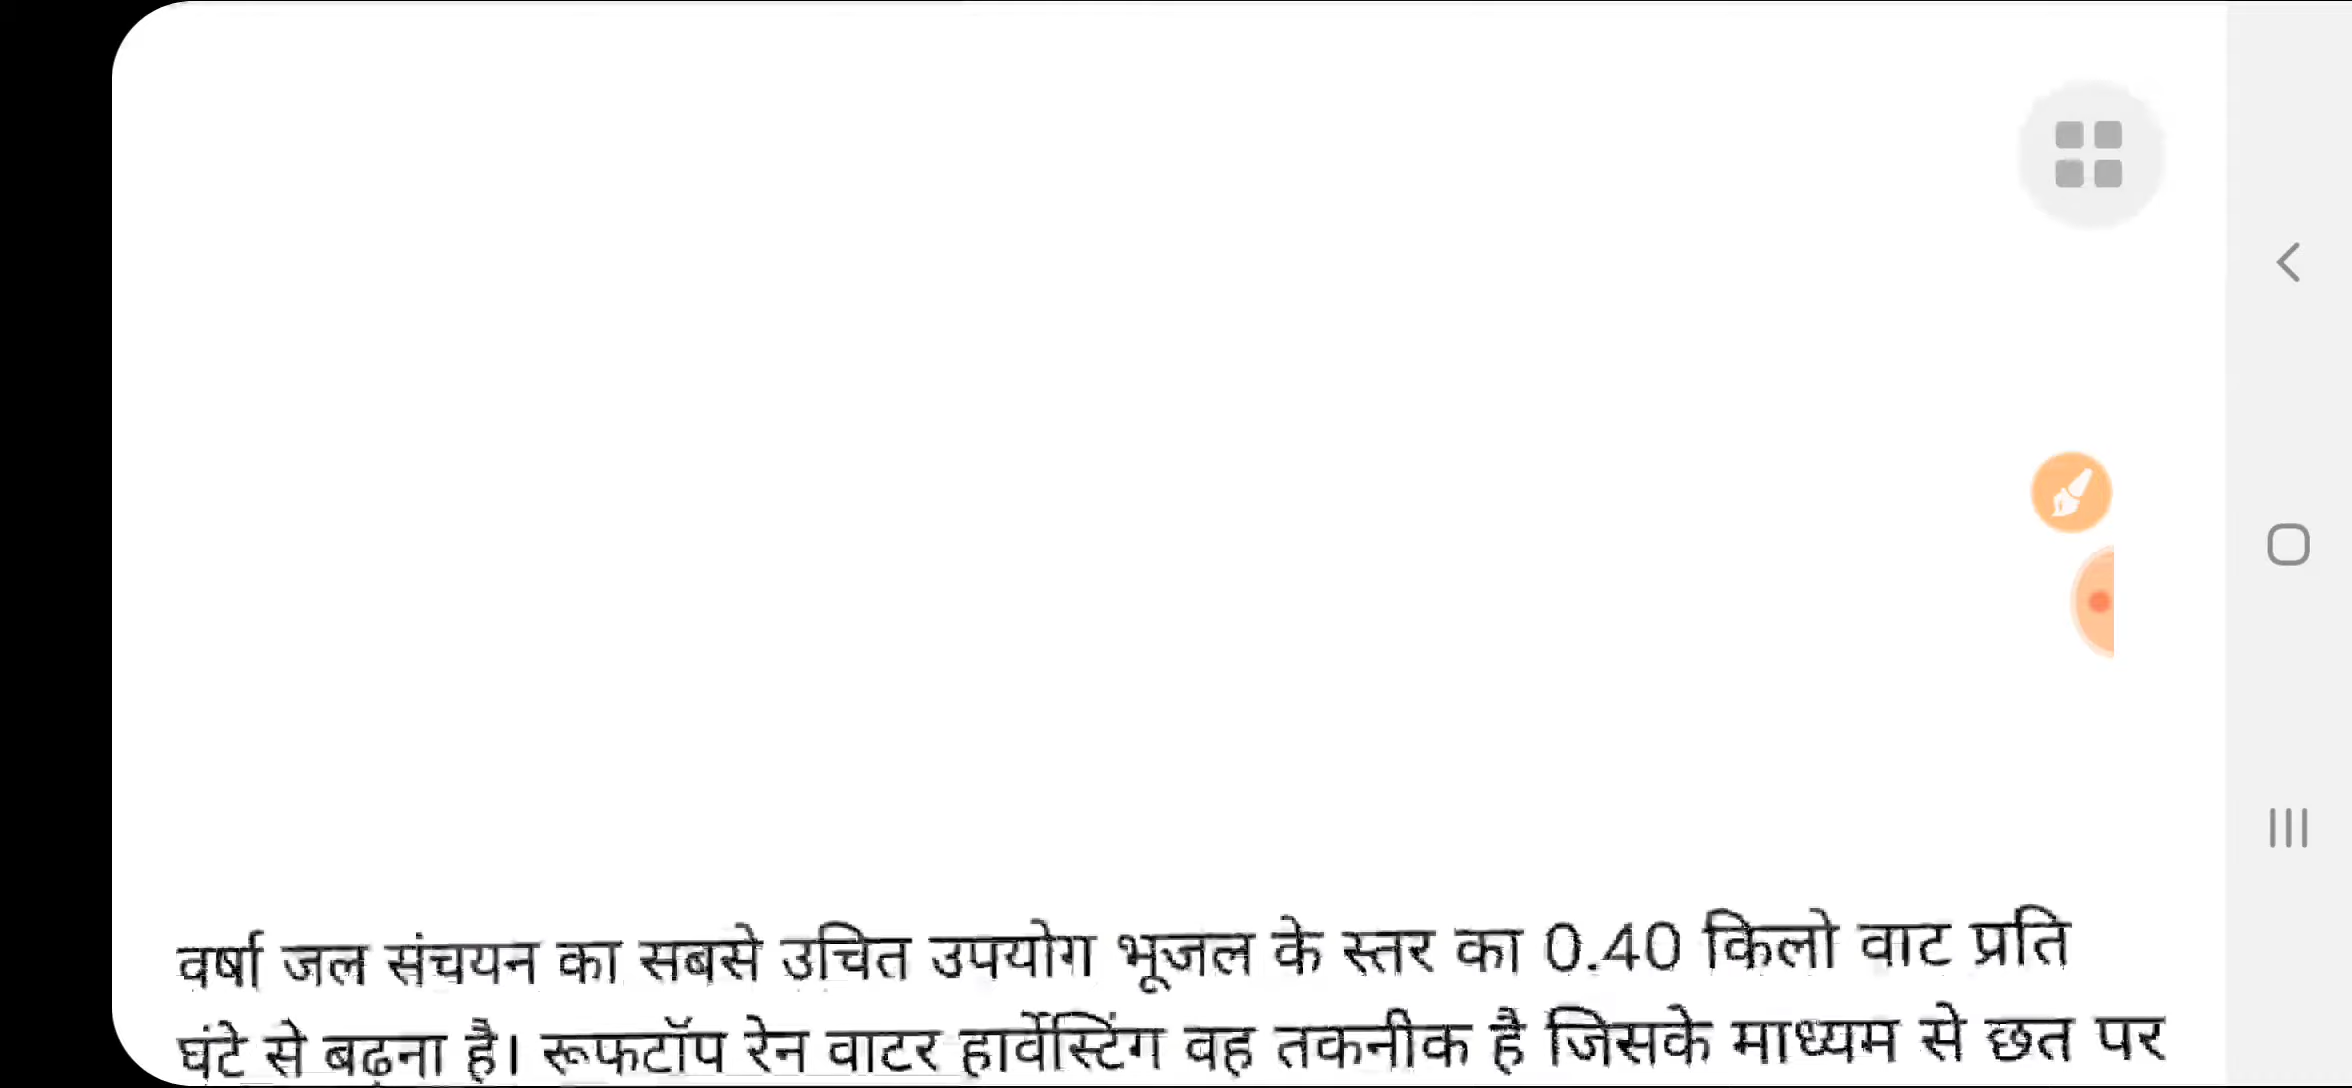 वर्षा जल संचयन का सबसे उचित उपयोग भूजल के स्तर का 0.40 किलो वाट प्रति
घंटे से बढ़ना है। रूफटॉप रेन वाटर हार्वेस्टिंग वह तकनीक है जिसके माध्यम से छत पर